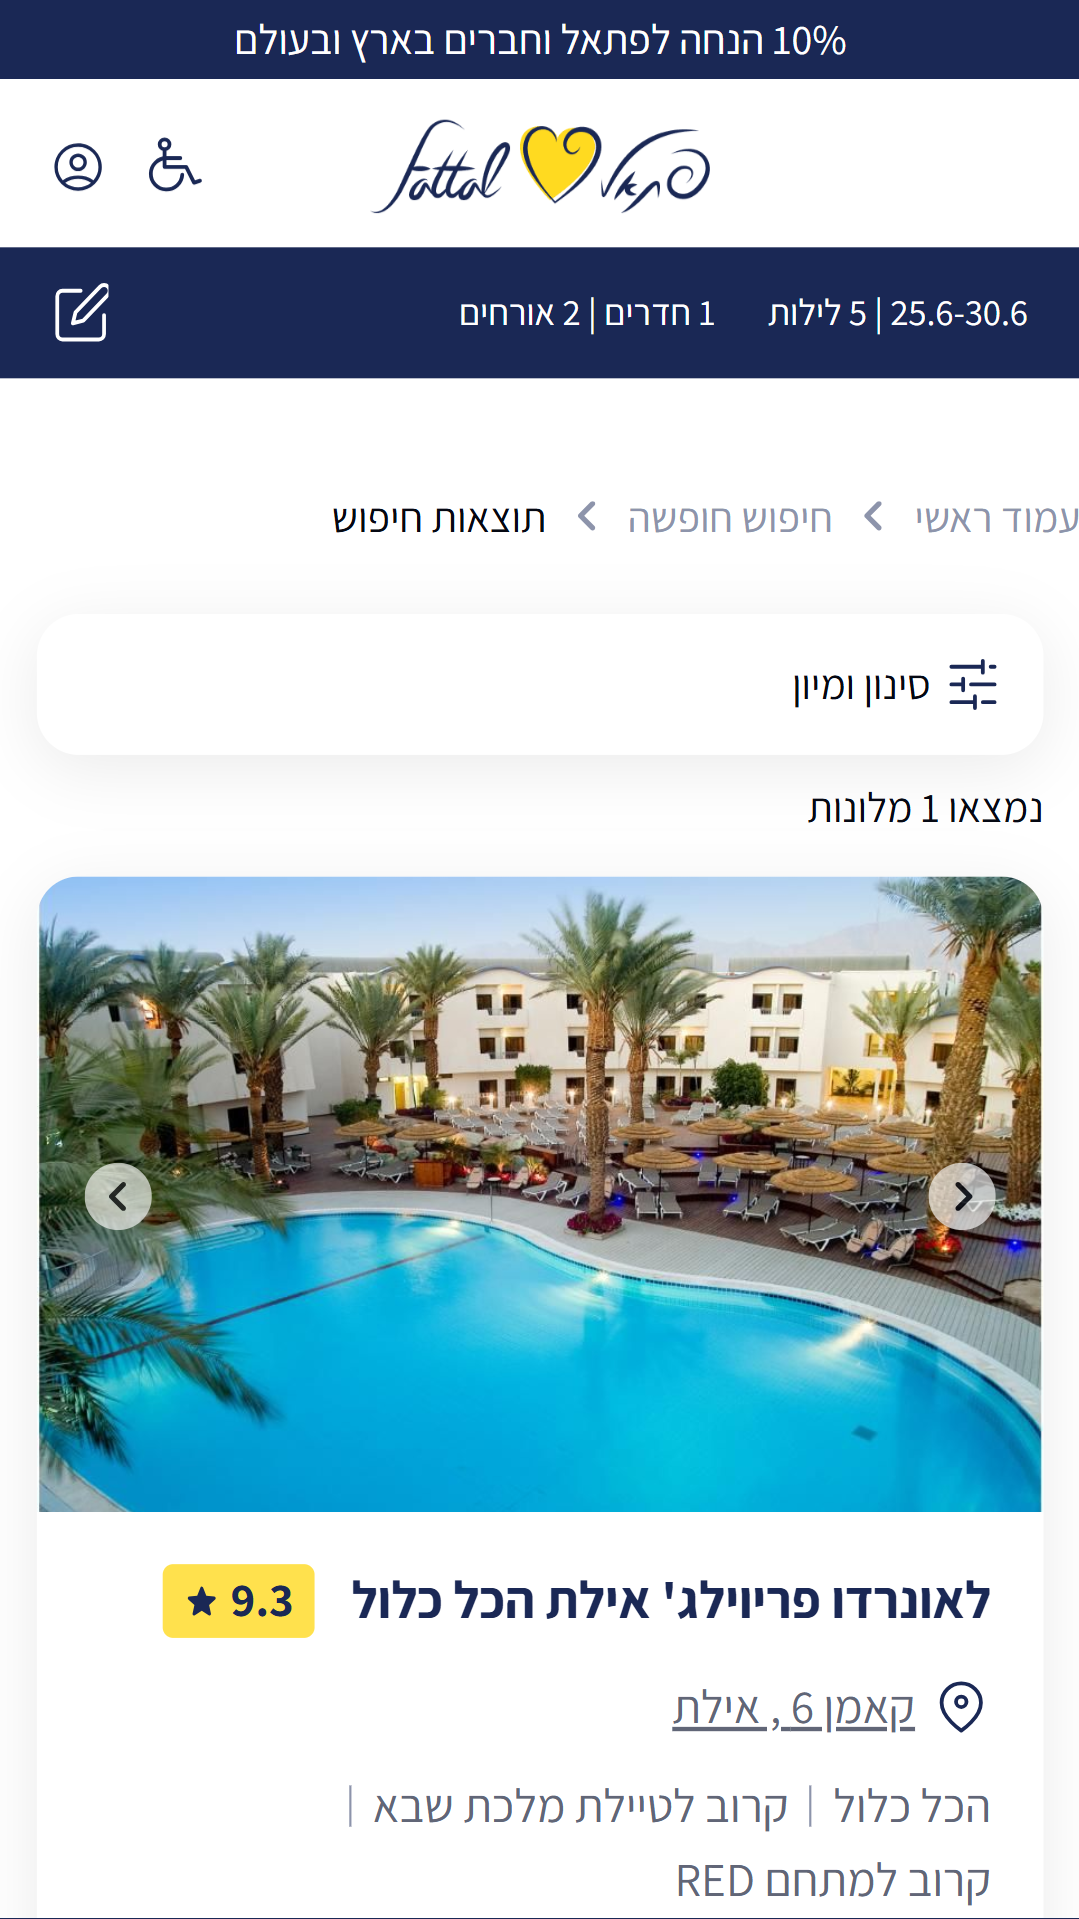 10% הנחה לפתאל וחברים בארץ ובעולם
פתאל Fattal
25.6-30.6 | 5 לילות 1 חדרים | 2 אורחים
עמוד ראשי חיפוש חופשה תוצאות חיפוש
סינון ומיון
נמצאו 1 מלונות
לאונרדו פריוילג' אילת הכל כלול 9.3
קאמן 6 , אילת
הכל כלול | קרוב לטיילת מלכת שבא |
קרוב למתחם RED